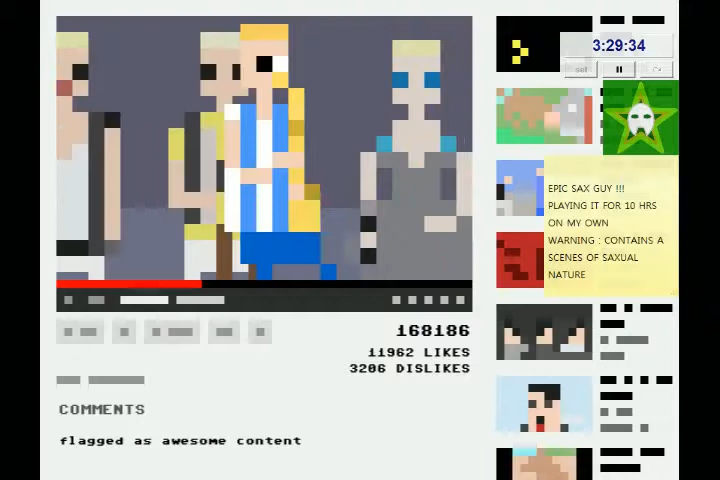 3:29:34
set
EPIC SAX GUY !!!
PLAYING IT FOR 10 HRS
ON MY OWN
WARNING : CONTAINS A
SCENES OF SAXUAL
NATURE
168186
11962 LIKES
3206 DISLIKES
COMMENTS
flagged as awesome content